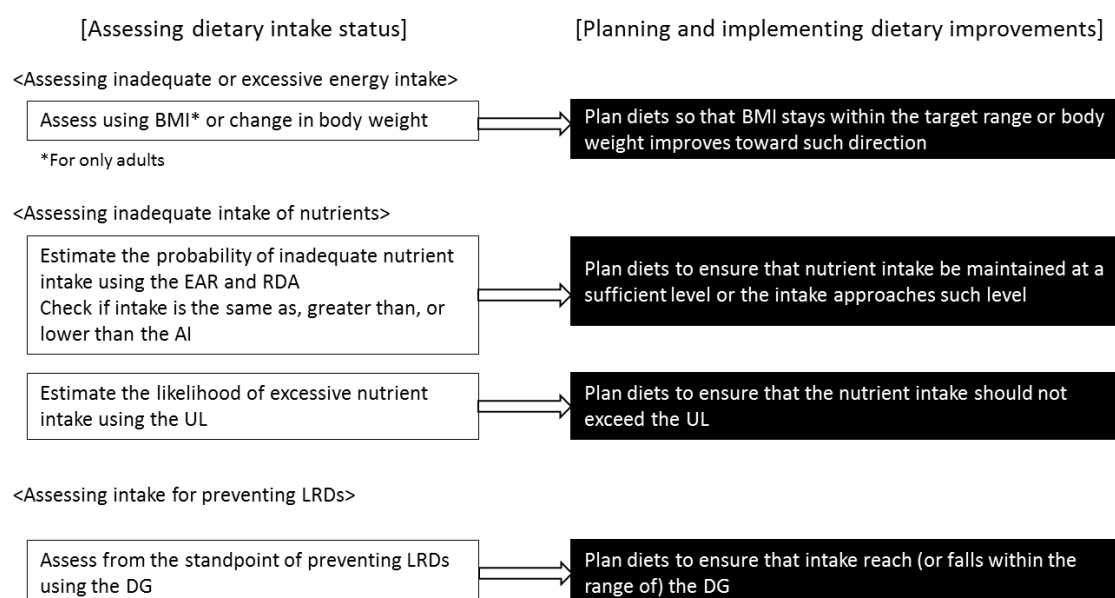 [Assessing dietary intake status]
[Planning and implementing dietary improvements]
<Assessing inadequate or excessive energy intake>
Assess using BMI* or change in body weight
Plan diets so that BMI stays within the target range or body
weight improves toward such direction
*For only adults
<Assessing inadequate intake of nutrients>
Estimate the probability of inadequate nutrient
intake using the EAR and RDA
Check if intake is the same as, greater than, or
lower than the AI
Plan diets to ensure that nutrient intake be maintained at a
sufficient level or the intake approaches such level
Estimate the likelihood of excessive nutrient
intake using the UL
Plan diets to ensure that the nutrient intake should not
exceed the UL
<Assessing intake for preventing LRDs>
Assess from the standpoint of preventing LRDs
using the DG
Plan diets to ensure that intake reach (or falls within the
range of) the DG